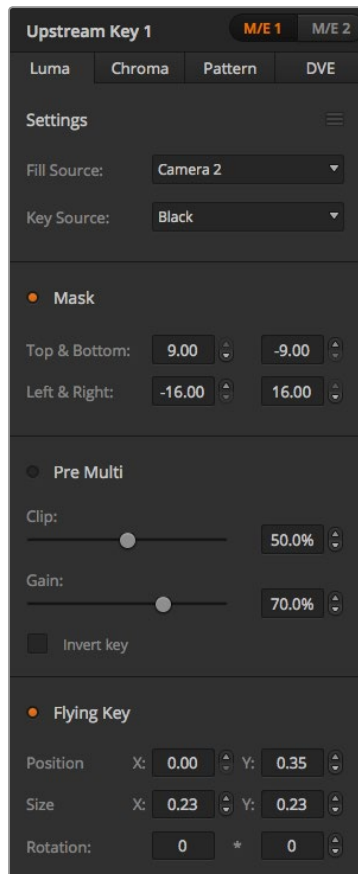 Upstream Key 1 M/E 1 M/E 2
Luma Chroma Pattern DVE
Settings
Fill Source: Camera 2
Key Source: Black
Mask
Top & Bottom: 9.00 -9.00
Left & Right: -16.00 16.00
Pre Multi
Clip:
50.0%
Gain:
70.0%
Invert key
Flying Key
Position X: 0.00 Y: 0.35
Size X: 0.23 Y: 0.23
Rotation: 0 * 0